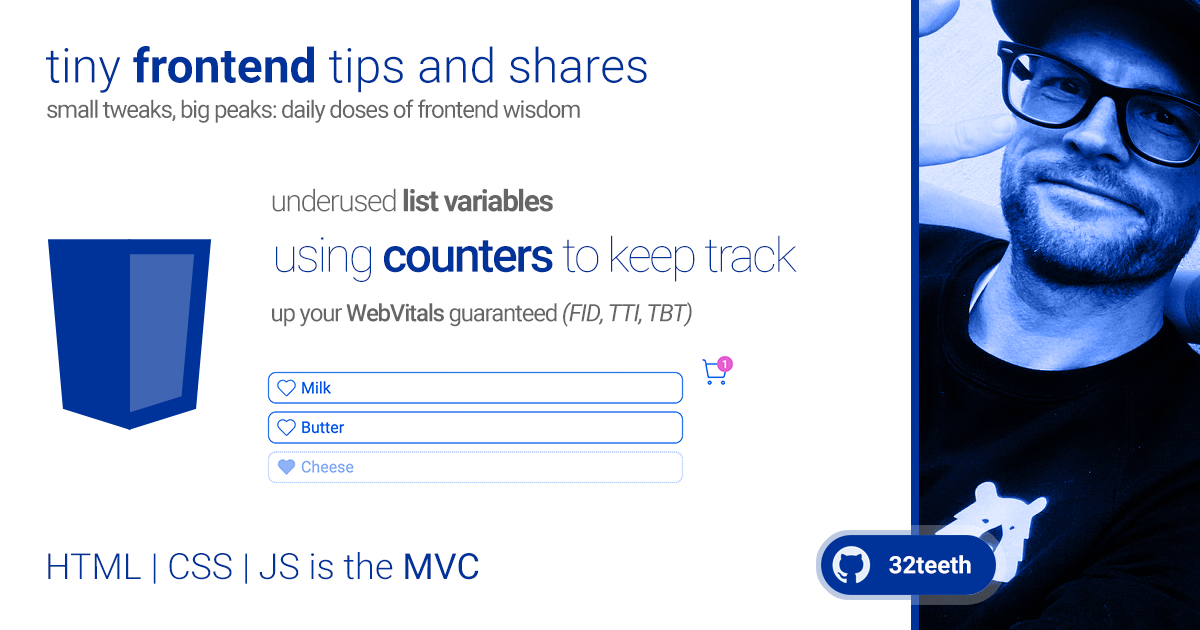 tiny frontend tips and shares
small tweaks, big peaks: daily doses of frontend wisdom
underused list variables
using counters to keep track
up your WebVitals guaranteed (FID, TTI, TBT)
1
Milk
Butter
Cheese
HTML | CSS | JS is the MVC
32teeth